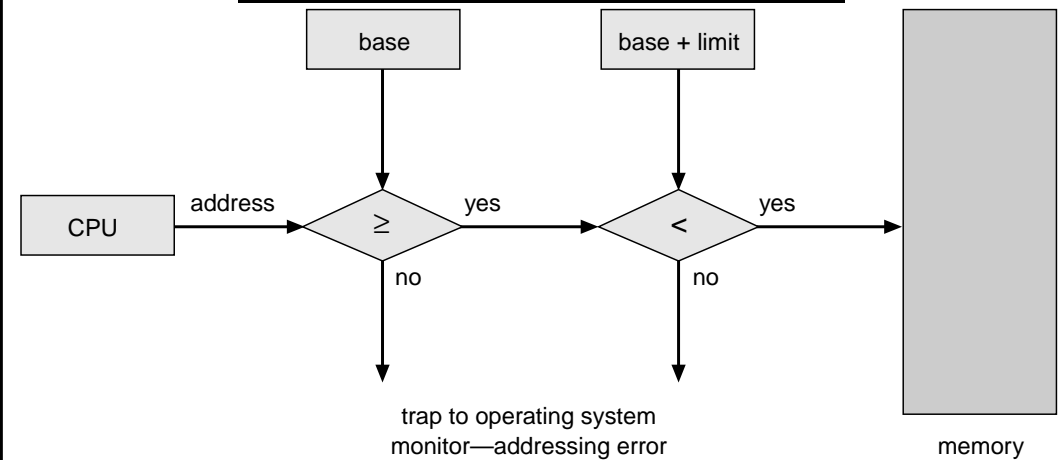 base
base + limit
CPU
address
≥
yes
<
yes
no
no
trap to operating system
monitor—addressing error
memory